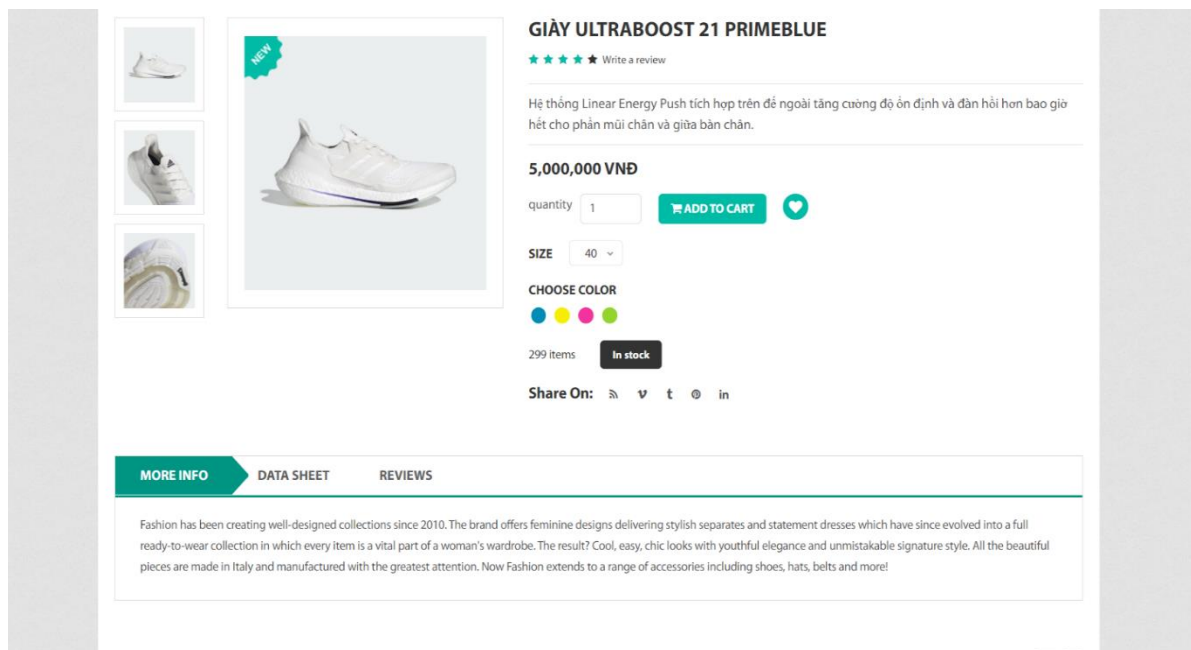 NEW
GIÀY ULTRABOOST 21 PRIMEBLUE
Write a review
Hệ thống Linear Energy Push tích hợp trên đế ngoài tăng cường độ ổn định và đàn hồi hơn bao giờ
hết cho phần mũi chân và giữa bàn chân.
5,000,000 VNĐ
quantity 1 ADD TO CART
SIZE 40
CHOOSE COLOR
299 items In stock
Share On:
MORE INFO DATA SHEET REVIEWS
Fashion has been creating well-designed collections since 2010. The brand offers feminine designs delivering stylish separates and statement dresses which have since evolved into a full
ready-to-wear collection in which every item is a vital part of a woman's wardrobe. The result? Cool, easy, chic looks with youthful elegance and unmistakable signature style. All the beautiful
pieces are made in Italy and manufactured with the greatest attention. Now Fashion extends to a range of accessories including shoes, hats, belts and more!